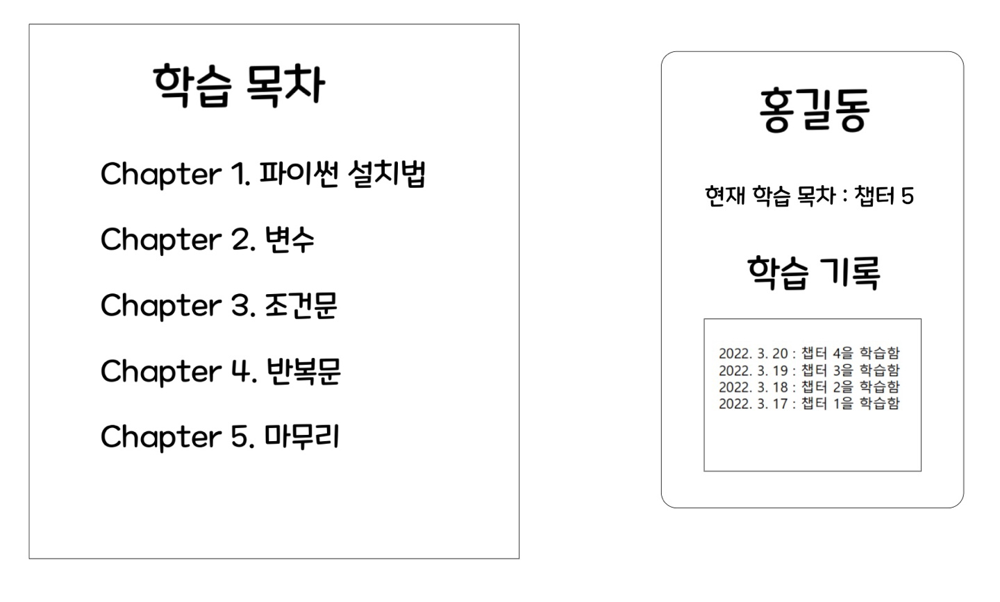 학습 목차
Chapter 1. 파이썬 설치법
Chapter 2. 변수
Chapter 3. 조건문
Chapter 4. 반복문
Chapter 5. 마무리
홍길동
현재 학습 목차 : 챕터 5
학습 기록
2022. 3. 20 : 챕터 4을 학습함
2022. 3. 19 : 챕터 3을 학습함
2022. 3. 18 : 챕터 2을 학습함
2022. 3. 17 : 챕터 1을 학습함